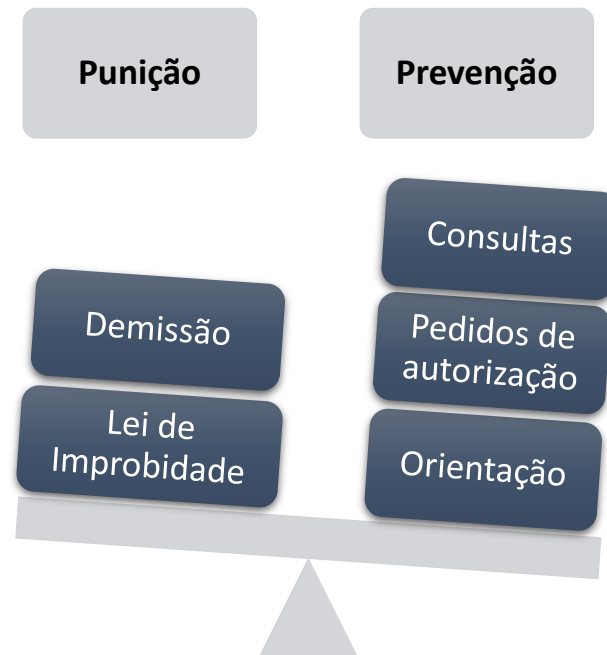 Punição
Prevenção
Demissão
Lei de
Improbidade
Consultas
Pedidos de
autorização
Orientação